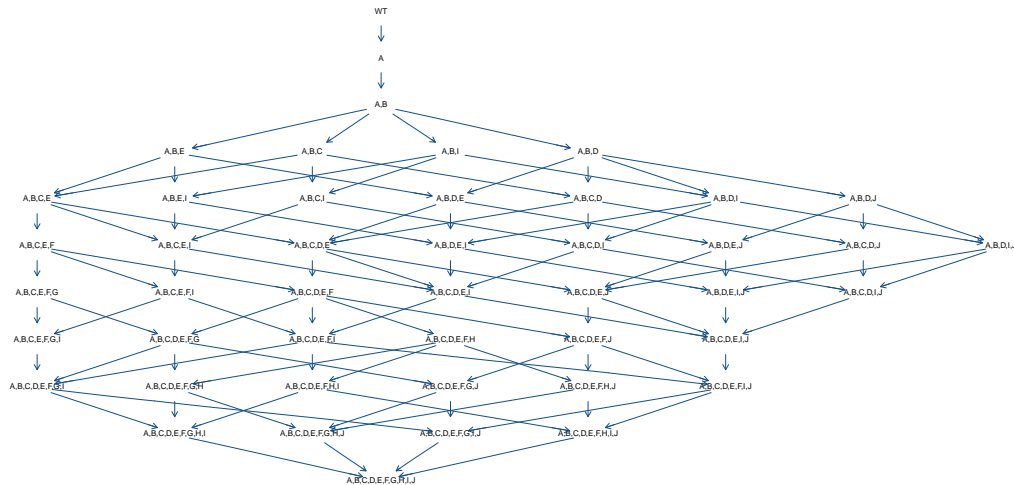 WT
A
A,B
A,B,E A,B,C A,B,I A,B,D
A,B,C,E A,B,E,I A,B,C,I A,B,D,E A,B,C,D A,B,D,I A,B,D,J
A,B,C,E,F A,B,C,E,I A,B,C,D,E A,B,D,E,I A,B,C,D,I A,B,D,E,J A,B,C,D,J A,B,D,I,J
A,B,C,E,F,G A,B,C,E,F,I A,B,C,D,E,F A,B,C,D,E,I A,B,C,D,E,J A,B,D,E,I,J A,B,C,D,I,J
A,B,C,E,F,G,I A,B,C,D,E,F,G A,B,C,D,E,F,I A,B,C,D,E,F,H A,B,C,D,E,F,J A,B,C,D,E,I,J
A,B,C,D,E,F,G,I A,B,C,D,E,F,G,H A,B,C,D,E,F,H,I A,B,C,D,E,F,G,J A,B,C,D,E,F,H,J A,B,C,D,E,F,I,J
A,B,C,D,E,F,G,H,I A,B,C,D,E,F,G,H,J A,B,C,D,E,F,G,I,J A,B,C,D,E,F,H,I,J
A,B,C,D,E,F,G,H,I,J